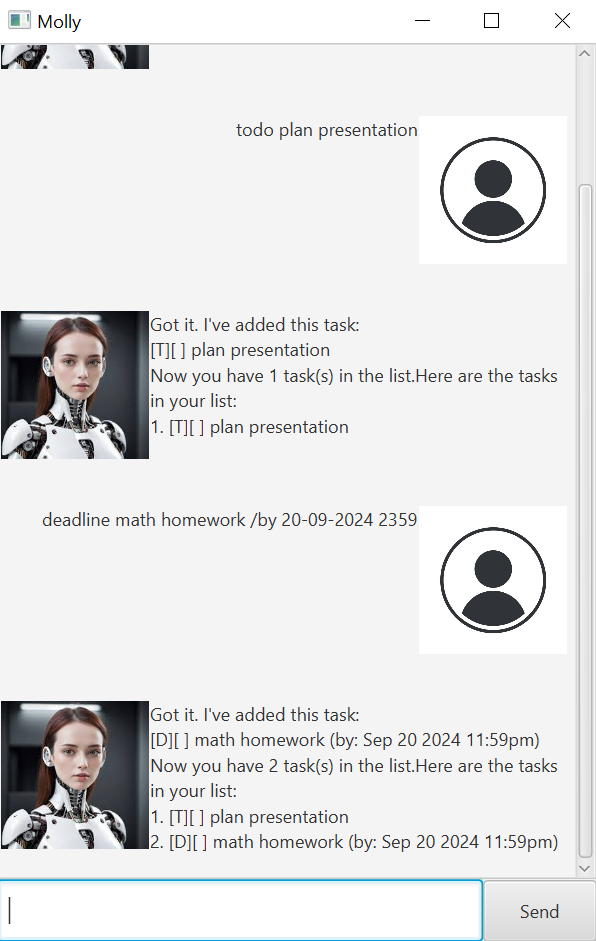 Molly
todo plan presentation
Got it. I've added this task:
[T][ ] plan presentation
Now you have 1 task(s) in the list.Here are the tasks
in your list:
1. [T][ ] plan presentation
deadline math homework /by 20-09-2024 2359
Got it. I've added this task:
[D][ ] math homework (by: Sep 20 2024 11:59pm)
Now you have 2 task(s) in the list.Here are the tasks
in your list:
1. [T][ ] plan presentation
2. [D][ ] math homework (by: Sep 20 2024 11:59pm)
Send